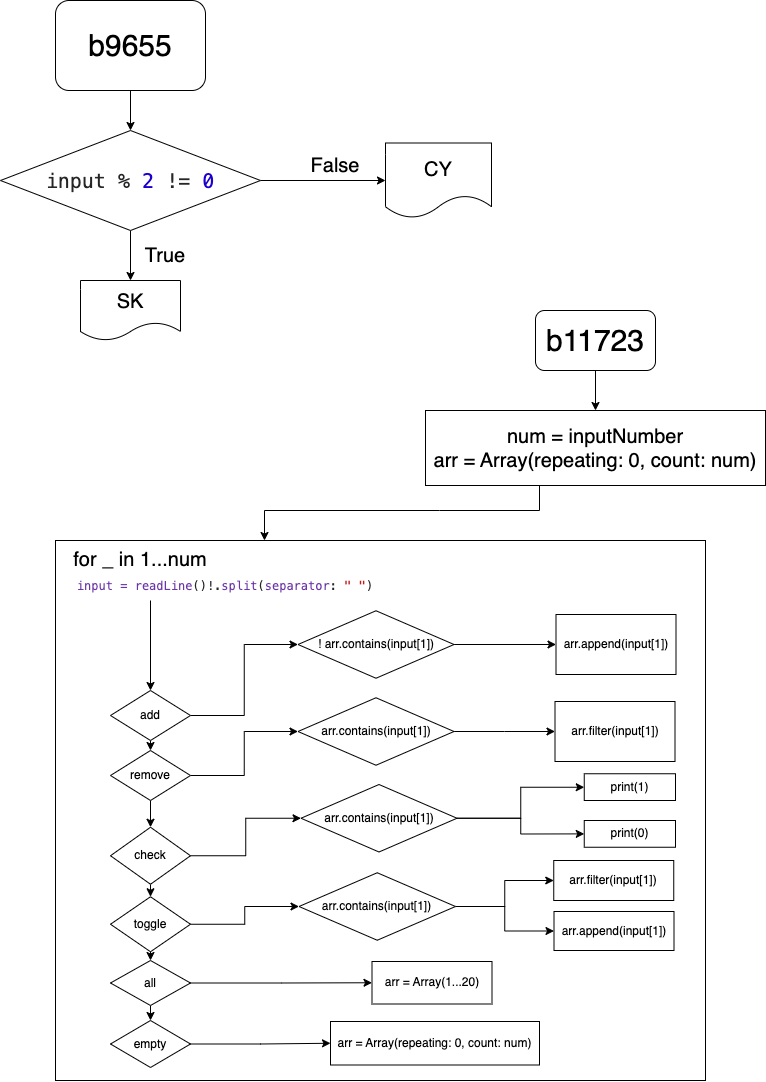 b9655
input % 2 != 0
False
CY
True
SK
b11723
num = inputNumber
arr = Array(repeating: 0, count: num)
for _ in 1...num
input = readLine()!.split(separator: " ")
! arr.contains(input[1])
arr.append(input[1])
add
arr.contains(input[1])
arr.filter(input[1])
remove
print(1)
arr.contains(input[1])
print(0)
check
arr.filter(input[1])
arr.contains(input[1])
toggle
arr.append(input[1])
all
arr = Array(1...20)
empty
arr = Array(repeating: 0, count: num)